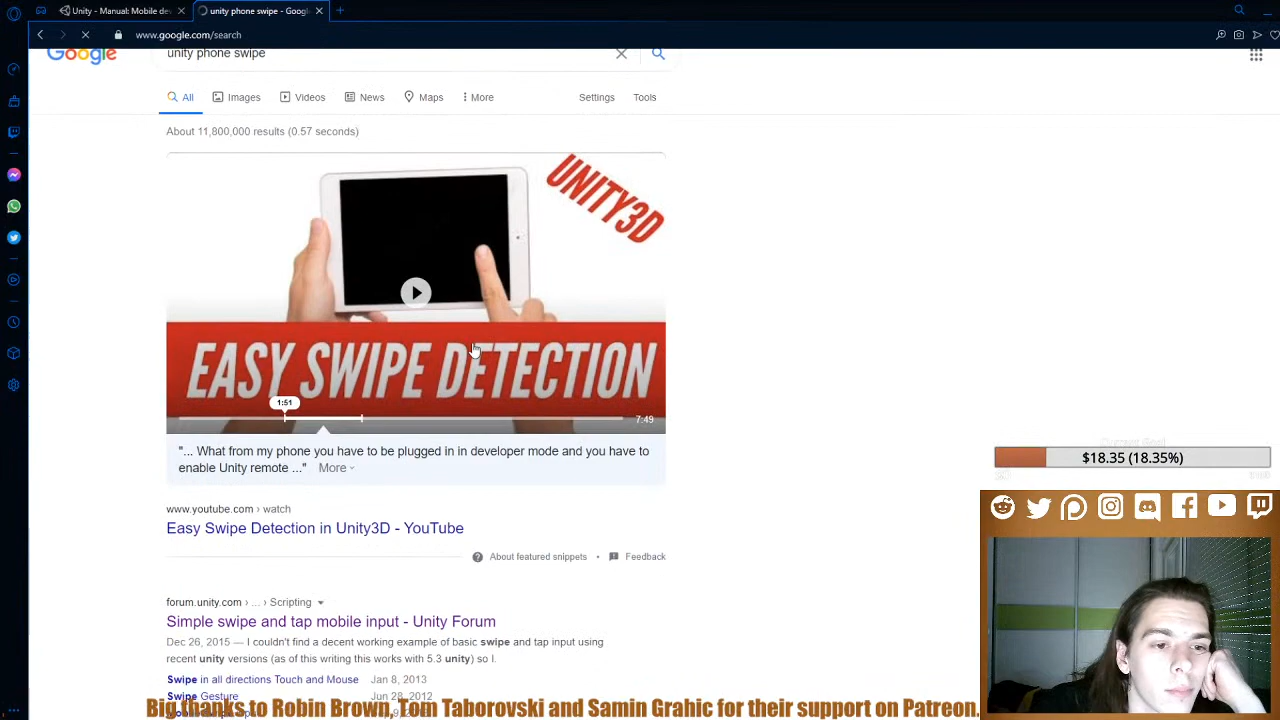 Unity - Manual: Mobile de
unity phone swipe - Googl
www.google.com/search
Google
unity phone swipe
All
Images
Videos
News
Maps
More
Settings
Tools
About 11,800,000 results (0.57 seconds)
UNITY3D
EASY SWIPE DETECTION
1:51
7:49
"... What from my phone you have to be plugged in in developer mode and you have to
enable Unity remote ..." More
www.youtube.com › watch
Easy Swipe Detection in Unity3D - YouTube
About featured snippets • Feedback
forum.unity.com › ... › Scripting
Simple swipe and tap mobile input - Unity Forum
Dec 26, 2015 — I couldn't find a decent working example of basic swipe and tap input using
recent unity versions (as of this writing this works with 5.3 unity) so I.
Swipe in all directions Touch and Mouse Jan 8, 2013
Swipe Gesture Jun 28, 2012
Current Goal
$18.35 (18.35%)
Big thanks to Robin Brown, Tom Taborovski and Samin Grahic for their support on Patreon.